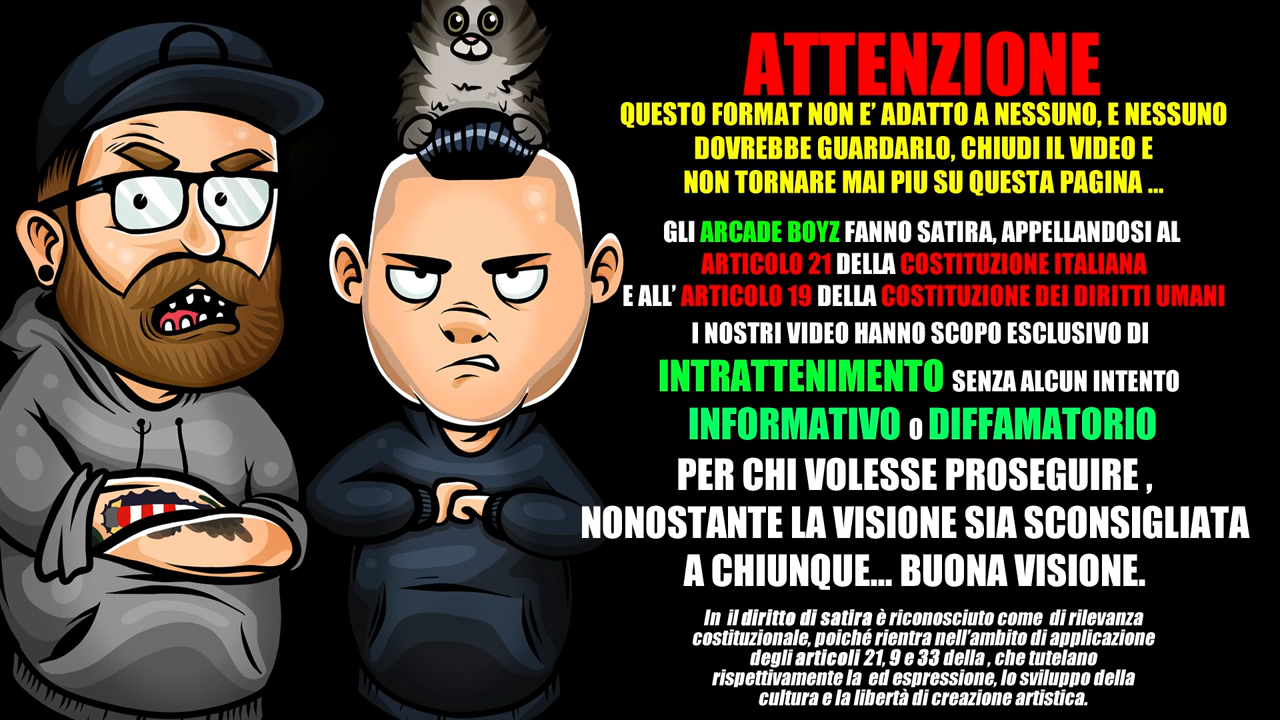 ATTENZIONE
QUESTO FORMAT NON E' ADATTO A NESSUNO, E NESSUNO
DOVREBBE GUARDARLO, CHIUDI IL VIDEO E
NON TORNARE MAI PIU SU QUESTA PAGINA ...
GLI ARCADE BOYZ FANNO SATIRA, APPELLANDOSI AL
ARTICOLO 21 DELLA COSTITUZIONE ITALIANA
E ALL' ARTICOLO 19 DELLA COSTITUZIONE DEI DIRITTI UMANI
I NOSTRI VIDEO HANNO SCOPO ESCLUSIVO DI
INTRATTENIMENTO SENZA ALCUN INTENTO
INFORMATIVO O DIFFAMATORIO
PER CHI VOLESSE PROSEGUIRE ,
NONOSTANTE LA VISIONE SIA SCONSIGLIATA
A CHIUNQUE... BUONA VISIONE.
In il diritto di satira è riconosciuto come di rilevanza
costituzionale, poiché rientra nell'ambito di applicazione
degli articoli 21, 9 e 33 della , che tutelano
rispettivamente la ed espressione, lo sviluppo della
cultura e la libertà di creazione artistica.